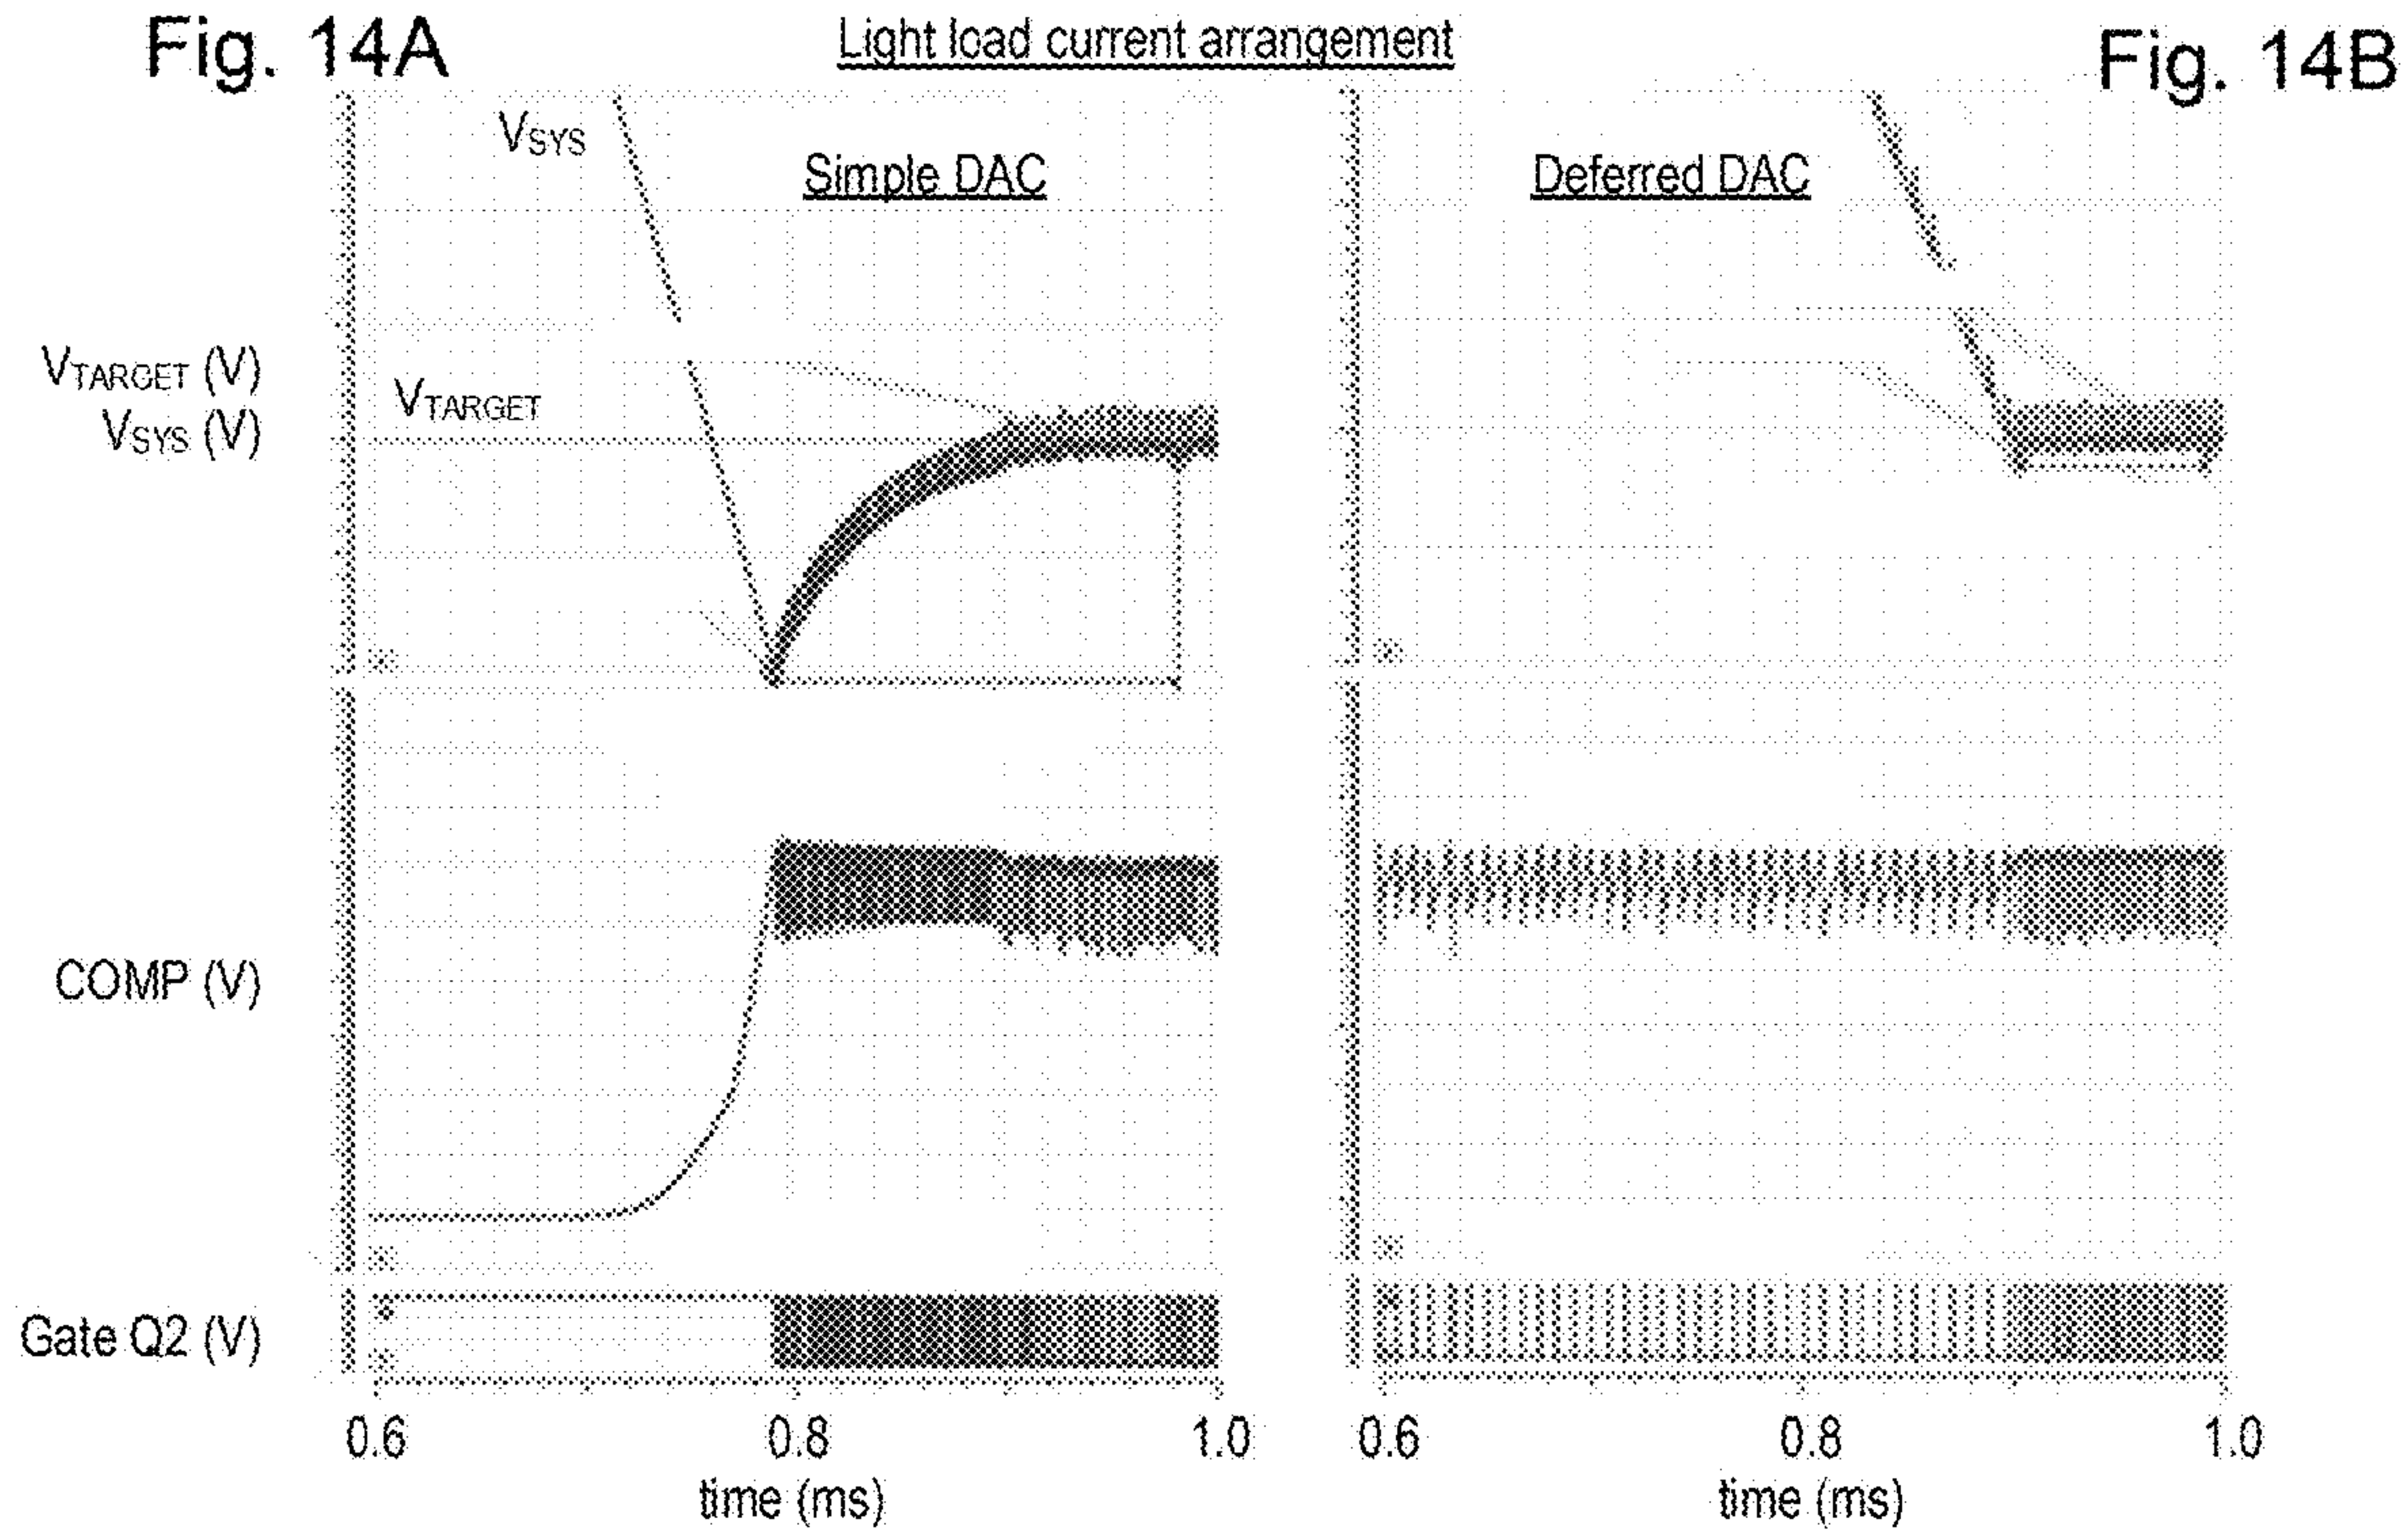 Fig. 14A
Light load current arrangement
Fig. 14B
VSYS
Simple DAC
Deferred DAC
VTARGET (V)
VSYS (V)
VTARGET
COMP (V)
Gate Q2 (V)
0.6
0.8
1.0
0.6
0.8
1.0
time (ms)
time (ms)